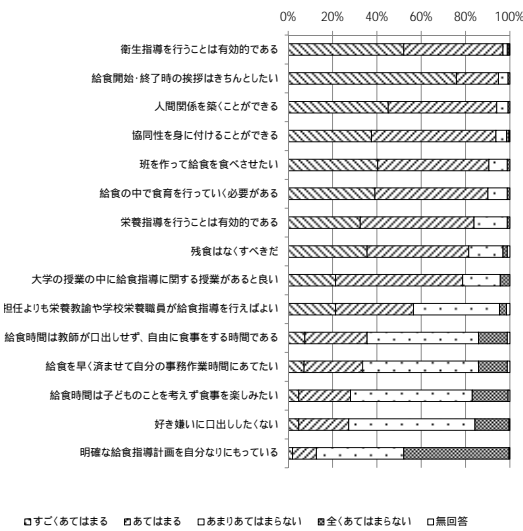 0% 20% 40% 60% 80% 100%
衛生指導を行うことは有効的である
給食開始・終了時の挨拶はきちんとしたい
人間関係を築くことができる
協同性を身に付けることができる
班を作って給食を食べさせたい
給食の中で食育を行っていく必要がある
栄養指導を行うことは有効的である
残食はなくすべきだ
大学の授業の中に給食指導に関する授業があると良い
担任よりも栄養教諭や学校栄養職員が給食指導を行えばよい
給食時間は教師が口出しせず、自由に食事をする時間である
給食を早く済ませて自分の事務作業時間にあてたい
給食時間は子どものことを考えず食事を楽しみたい
好き嫌いに口出ししたくない
明確な給食指導計画を自分なりにもっている
すごくあてはまる あてはまる あまりあてはまらない 全くあてはまらない 無回答